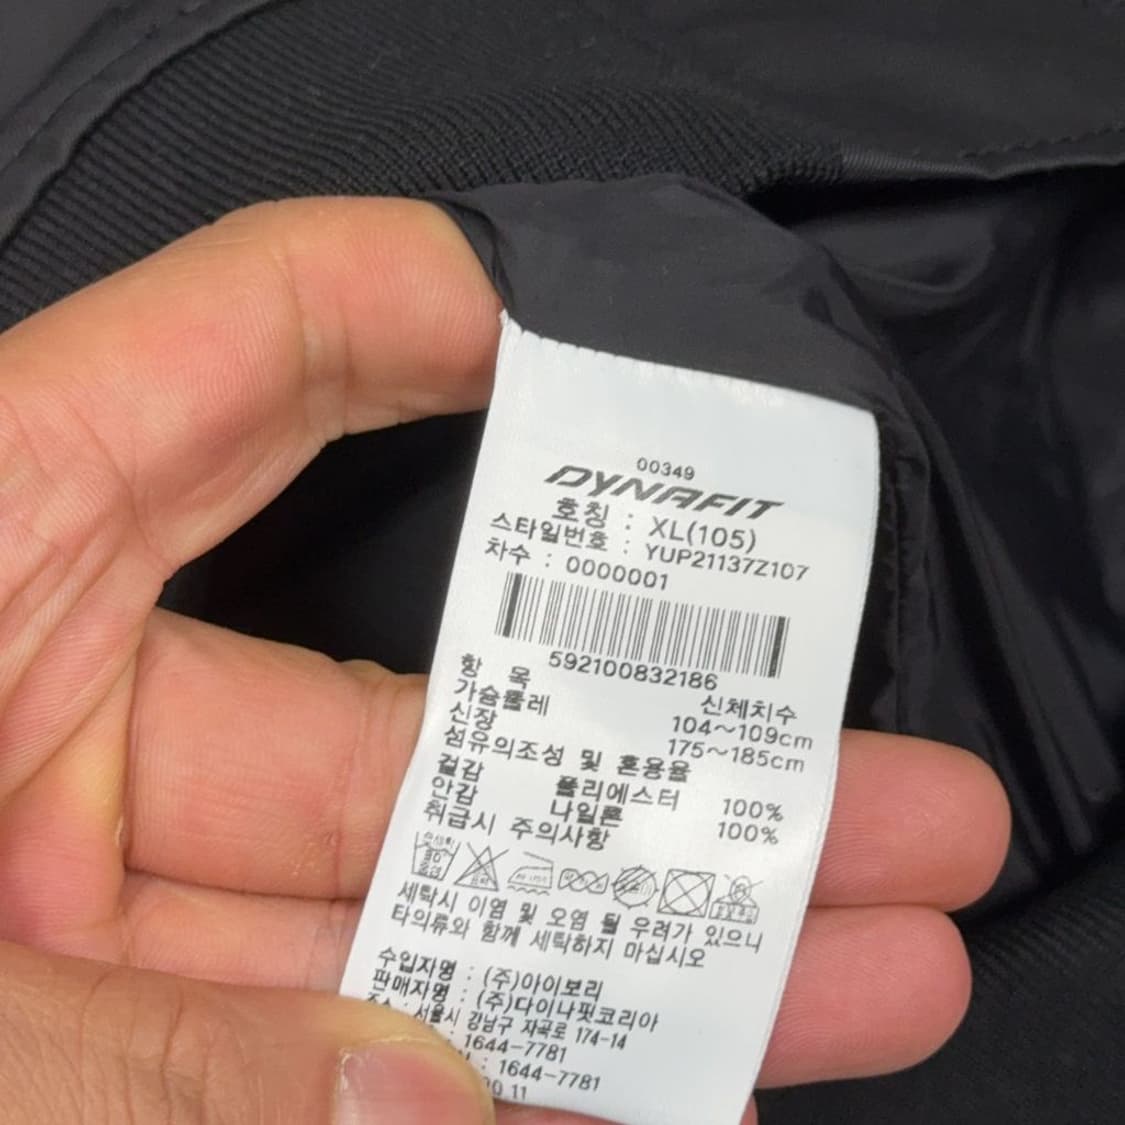 00349
DYNAFIT
호칭 : XL(105)
스타일번호 : YUP21137Z107
차수 : 0000001
592100832186
항 목 신체치수
가슴둘레 104~109cm
신장 175~185cm
섬유의조성 및 혼용율
겉감 폴리에스터 100%
안감 나일론 100%
취급시 주의사항
세탁시 이염 및 오염 될 우려가 있으니
타의류와 함께 세탁하지 마십시오
수입자명 : (주)아이보리
판매자명 : (주)다이나핏코리아
주소 : 서울시 강남구 자곡로 174-14
: 1644-7781
: 1644-7781